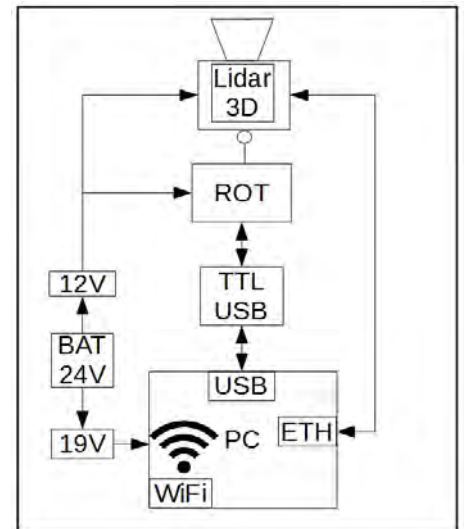 Lidar
3D
ROT
12V
TTL
USB
BAT
24V
USB
19V
PC
ETH
WiFi